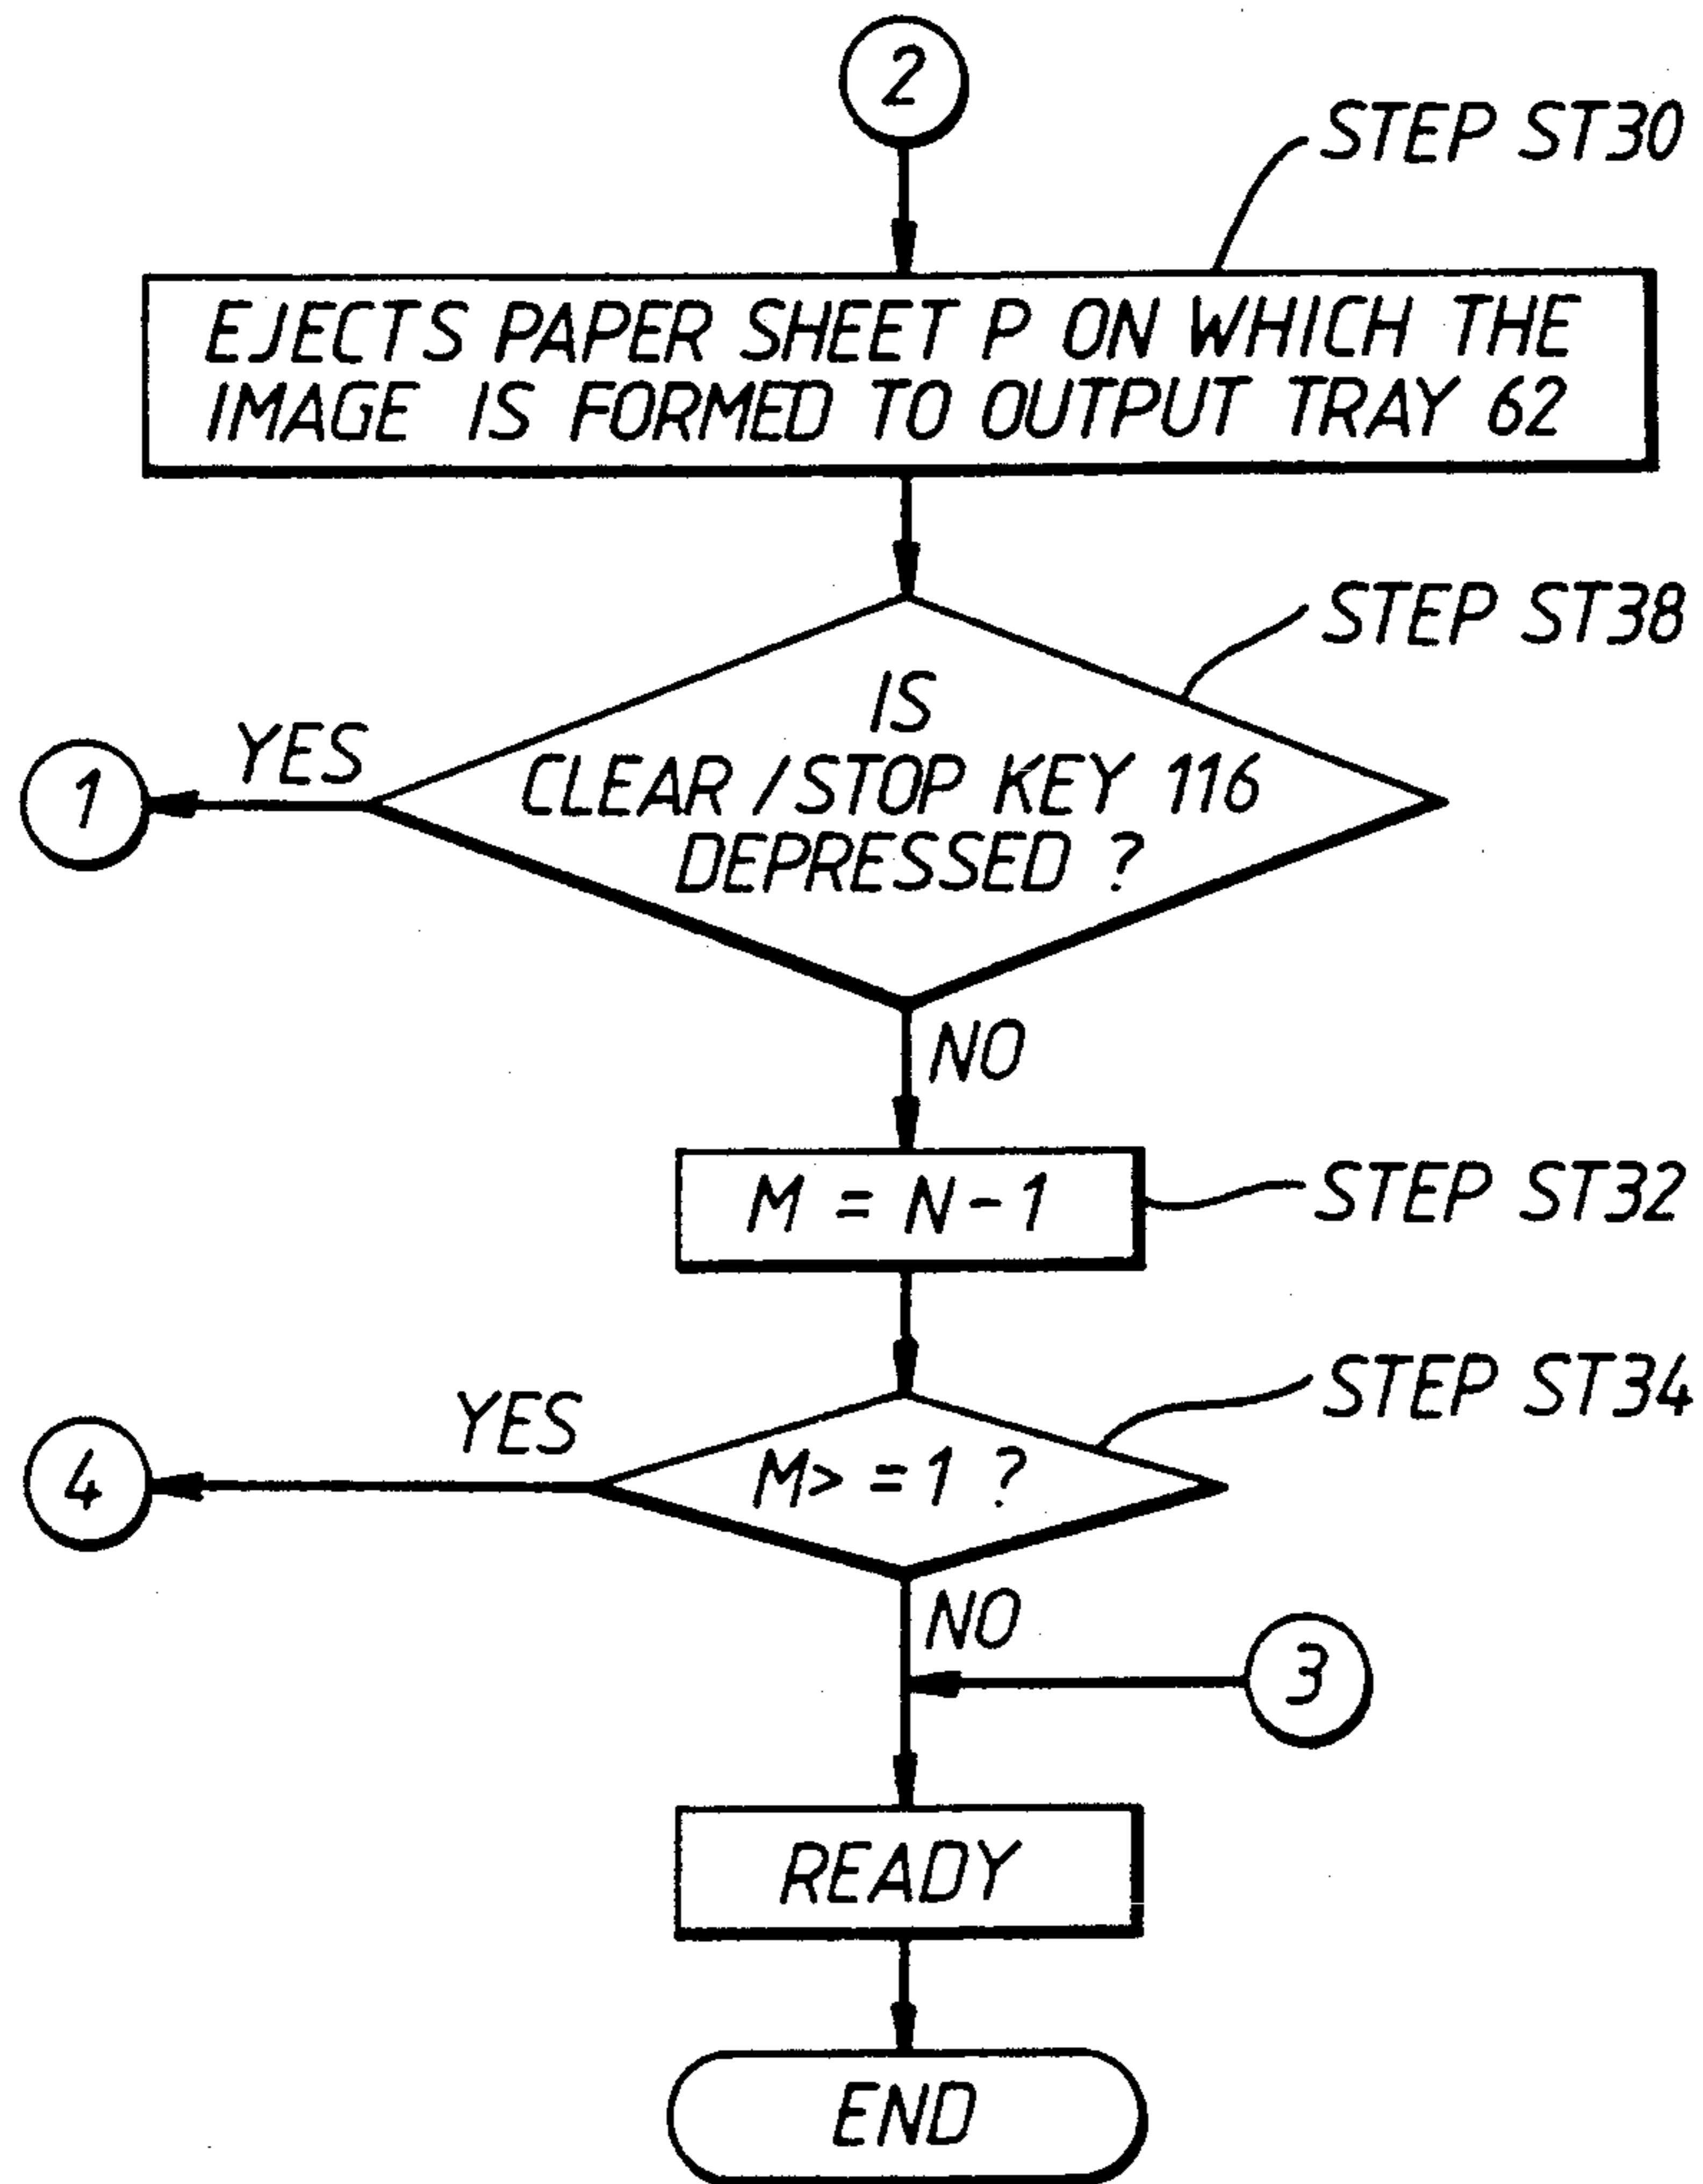 2
STEP ST30
EJECTS PAPER SHEET P ON WHICH THE
IMAGE IS FORMED TO OUTPUT TRAY 62
STEP ST38
IS
CLEAR / STOP KEY 116
DEPRESSED ?
YES
1
NO
M = N - 1
STEP ST32
STEP ST34
YES
4
M> = 1 ?
NO
3
READY
END